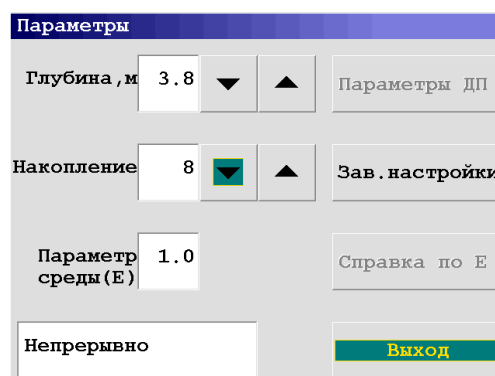 Параметры
Глубина,м 3.8
Параметры ДП
Накопление 8
Зав.настройки
Параметр
среды(Е) 1.0
Справка по Е
Непрерывно
Выход